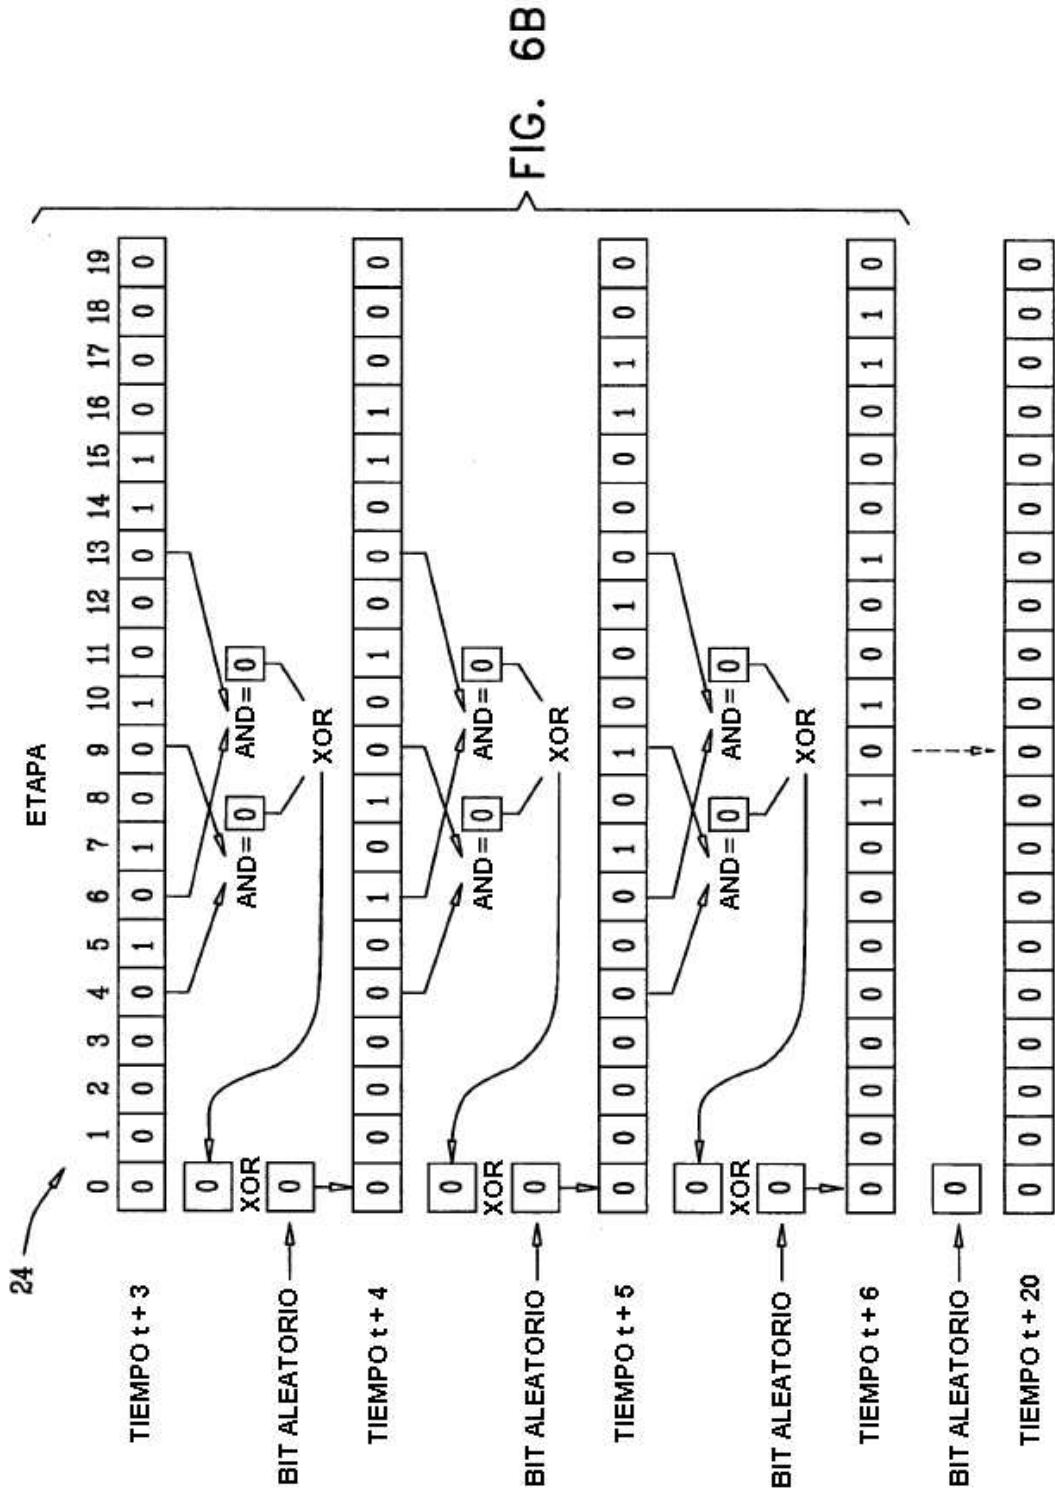 24
ETAPA
0 1 2 3 4 5 6 7 8 9 10 11 12 13 14 15 16 17 18 19
TIEMPO t + 3 0 0 0 0 0 1 0 1 0 0 1 0 0 0 1 1 0 0 0 0
AND = 0 AND = 0
0
XOR
XOR
BIT ALEATORIO 0
TIEMPO t + 4 0 0 0 0 0 0 1 0 1 0 0 1 0 0 0 1 1 0 0 0
AND = 0 AND = 0
0
XOR
XOR
BIT ALEATORIO 0
TIEMPO t + 5 0 0 0 0 0 0 0 1 0 1 0 0 1 0 0 0 1 1 0 0
AND = 0 AND = 0
0
XOR
XOR
BIT ALEATORIO 0
TIEMPO t + 6 0 0 0 0 0 0 0 0 1 0 1 0 0 1 0 0 0 1 1 0
BIT ALEATORIO 0
TIEMPO t + 20 0 0 0 0 0 0 0 0 0 0 0 0 0 0 0 0 0 0 0 0
FIG. 6B